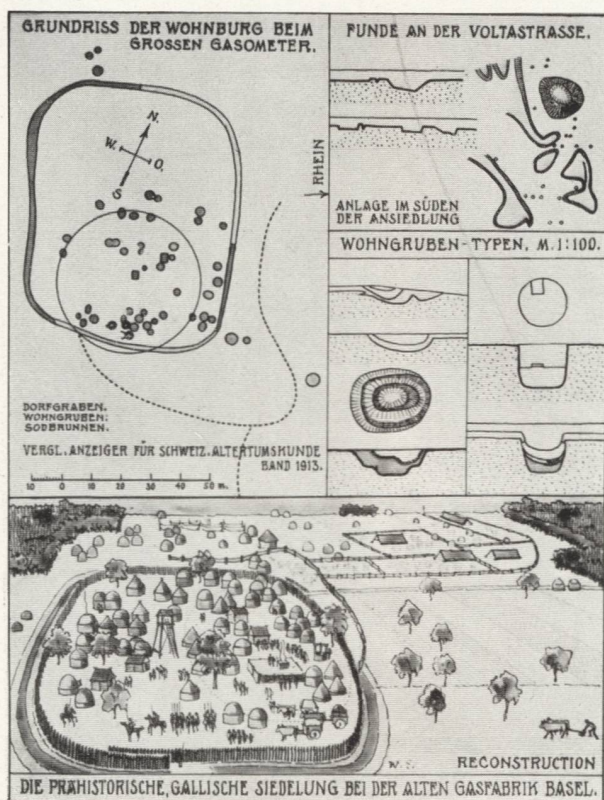 GRUNDRISS DER WOHNBURG BEIM
GROSSEN GASOMETER.
N.
W.
O.
S
?
DORFGRABEN.
WOHNGRUBEN:
SODBRUNNEN.
VERGL. ANZEIGER FÜR SCHWEIZ. ALTERTUMSKUNDE
BAND 1913.
10 0 10 20 30 40 50 m.
RHEIN
FUNDE AN DER VOLTASTRASSE.
ANLAGE IM SÜDEN
DER ANSIEDLUNG
WOHNGRUBEN-TYPEN, M. 1:100.
RECONSTRUCTION
DIE PRÄHISTORISCHE, GALLISCHE SIEDELUNG BEI DER ALTEN GASFABRIK BASEL.